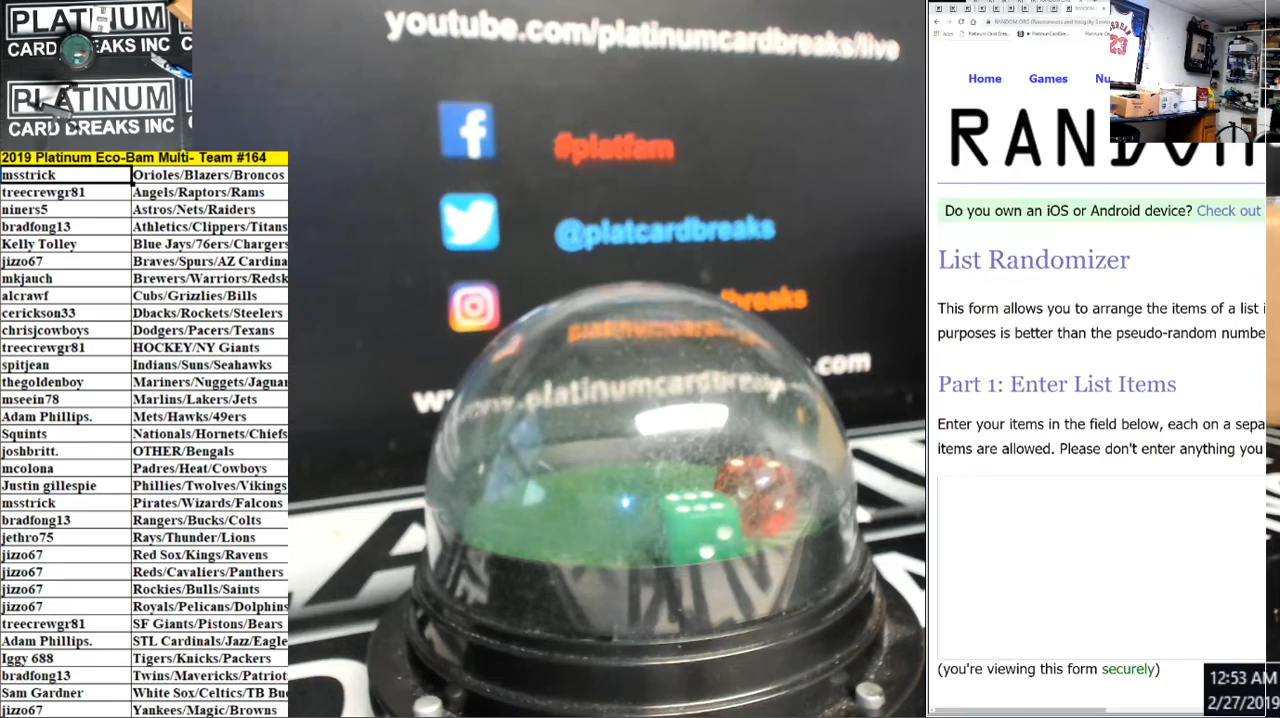 PLATINUM
CARD BREAKS INC
PLATINUM
CARD BREAKS INC
2019 Platinum Eco-Bam Multi- Team #164
msstrick Orioles/Blazers/Broncos
treecrewgr81 Angels/Raptors/Rams
niners5 Astros/Nets/Raiders
bradfong13 Athletics/Clippers/Titans
Kelly Tolley Blue Jays/76ers/Chargers
jizzo67 Braves/Spurs/AZ Cardina
mkjauch Brewers/Warriors/Redsk
alcrawf Cubs/Grizzlies/Bills
cerickson33 Dbacks/Rockets/Steelers
chrisjcowboys Dodgers/Pacers/Texans
treecrewgr81 HOCKEY/NY Giants
spitjean Indians/Suns/Seahawks
thegoldenboy Mariners/Nuggets/Jaguar
mseein78 Marlins/Lakers/Jets
Adam Phillips. Mets/Hawks/49ers
Squints Nationals/Hornets/Chiefs
joshbritt. OTHER/Bengals
mcolona Padres/Heat/Cowboys
Justin gillespie Phillies/Twolves/Vikings
msstrick Pirates/Wizards/Falcons
bradfong13 Rangers/Bucks/Colts
jethro75 Rays/Thunder/Lions
jizzo67 Red Sox/Kings/Ravens
jizzo67 Reds/Cavaliers/Panthers
jizzo67 Rockies/Bulls/Saints
jizzo67 Royals/Pelicans/Dolphins
treecrewgr81 SF Giants/Pistons/Bears
Adam Phillips. STL Cardinals/Jazz/Eagle
Iggy 688 Tigers/Knicks/Packers
bradfong13 Twins/Mavericks/Patriot
Sam Gardner White Sox/Celtics/TB Bu
jizzo67 Yankees/Magic/Browns
youtube.com/platinumcardbreaks/live
#platfam
@platcardbreaks
www.platinumcardbreaks.com
23
Home Games Nu
RANDOM
Do you own an iOS or Android device? Check out
List Randomizer
This form allows you to arrange the items of a list i
purposes is better than the pseudo-random numbe
Part 1: Enter List Items
Enter your items in the field below, each on a sepa
items are allowed. Please don't enter anything you
(you're viewing this form securely)
12:53 AM
2/27/2019